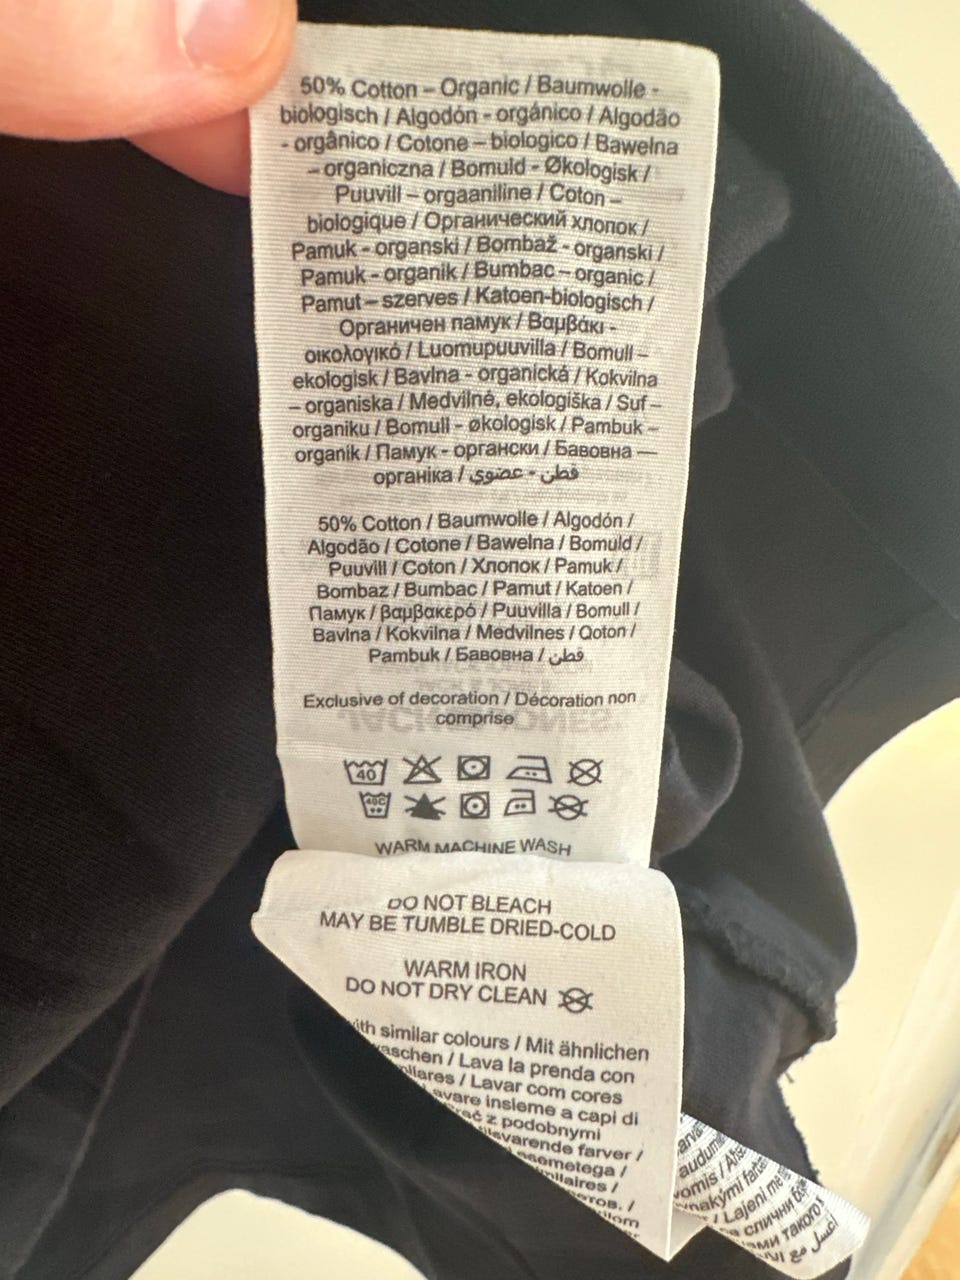 50% Cotton – Organic / Baumwolle -
biologisch / Algodón - orgánico / Algodão
- orgânico / Cotone – biologico / Bawełna
– organiczna / Bomuld - Økologisk /
Puuvill – orgaaniline / Coton –
biologique / Органический хлопок /
Pamuk - organski / Bombaž - organski /
Pamuk - organik / Bumbac – organic /
Pamut – szerves / Katoen-biologisch /
Органичен памук / Βαμβάκι -
οικολογικό / Luomupuuvilla / Bomull –
ekologisk / Bavlna - organická / Kokvilna
– organiska / Medvilnė, ekologiška / Suf –
organiku / Bomull - økologisk / Pambuk –
organik / Памук - органски / Бавовна —
органіка / قطن - عضوي
50% Cotton / Baumwolle / Algodón /
Algodão / Cotone / Bawełna / Bomuld /
Puuvill / Coton / Хлопок / Pamuk /
Bombaz / Bumbac / Pamut / Katoen /
Памук / βαμβακερό / Puuvilla / Bomull /
Bavlna / Kokvilna / Medvilnes / Qoton /
Pambuk / Бавовна / قطن
Exclusive of decoration / Décoration non
comprise
40
40C
WARM MACHINE WASH
DO NOT BLEACH
MAY BE TUMBLE DRIED-COLD
WARM IRON
DO NOT DRY CLEAN
with similar colours / Mit ähnlichen
waschen / Lava la prenda con
/ Lavar com cores
insieme a capi di
z podobnymi
farver /
/ Lajeni me